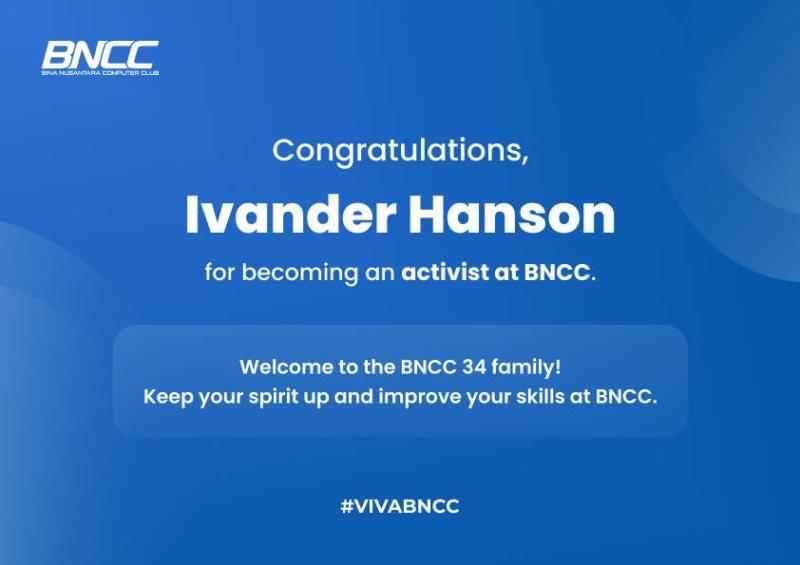 BNCC
BINA NUSANTARA COMPUTER CLUB
Congratulations,
Ivander Hanson
for becoming an activist at BNCC.
Welcome to the BNCC 34 family!
Keep your spirit up and improve your skills at BNCC.
#VIVABNCC